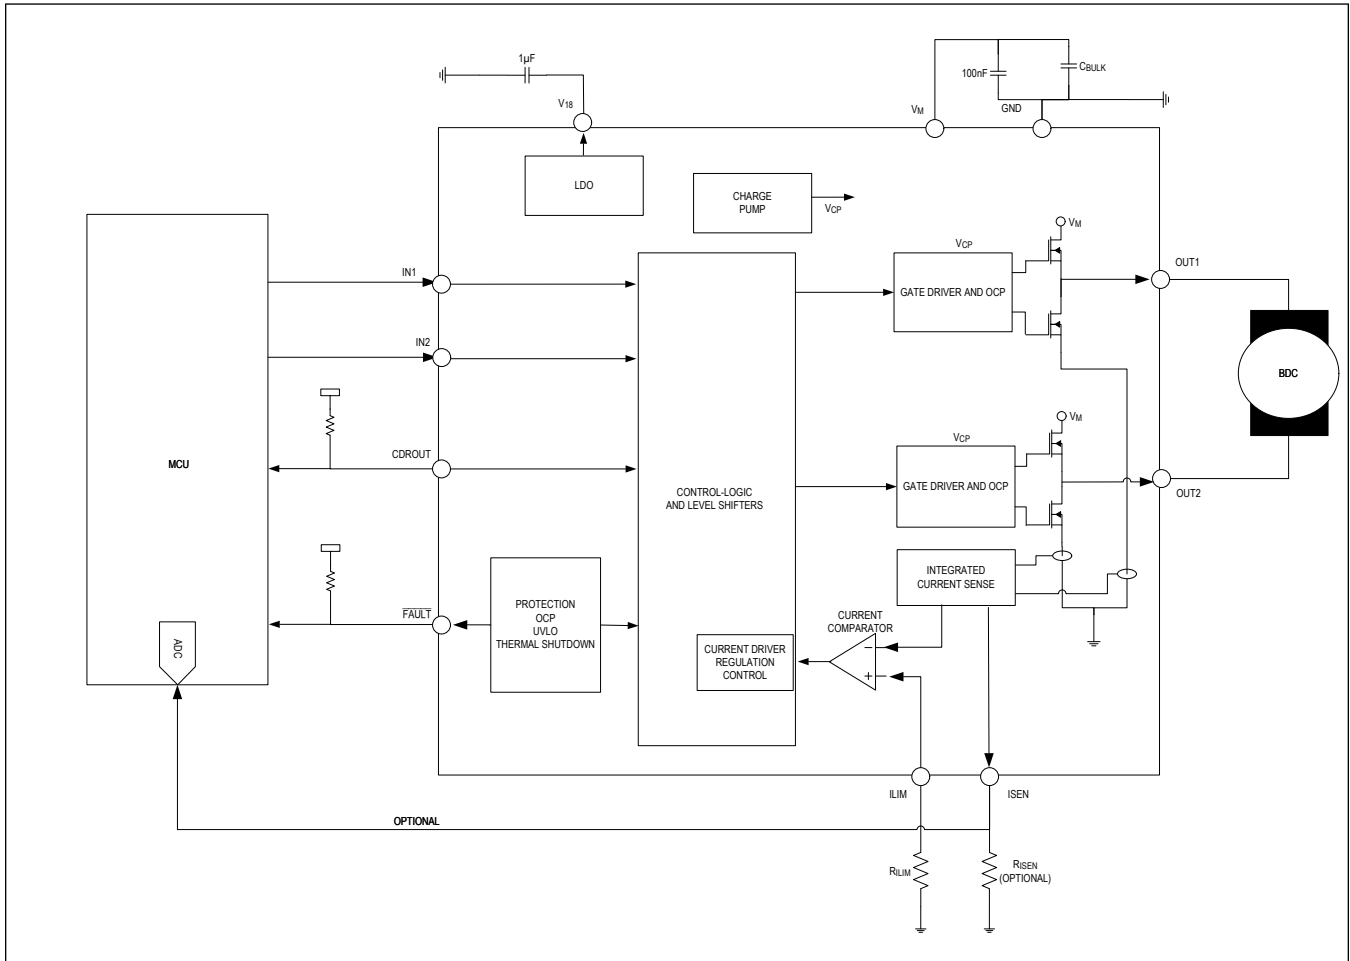 1µF
V18
VM
100nF
GND
CBULK
LDO
CHARGE
PUMP
VCP
VM
IN1
VCP
GATE DRIVER AND OCP
OUT1
IN2
BDC
VM
VCP
MCU
CDROUT
CONTROL-LOGIC
AND LEVEL SHIFTERS
GATE DRIVER AND OCP
OUT2
INTEGRATED
CURRENT SENSE
FAULT
PROTECTION
OCP
UVLO
THERMAL SHUTDOWN
CURRENT
COMPARATOR
ADC
CURRENT DRIVER
REGULATION
CONTROL
−
+
ILIM
ISEN
OPTIONAL
RILIM
RISEN
(OPTIONAL)